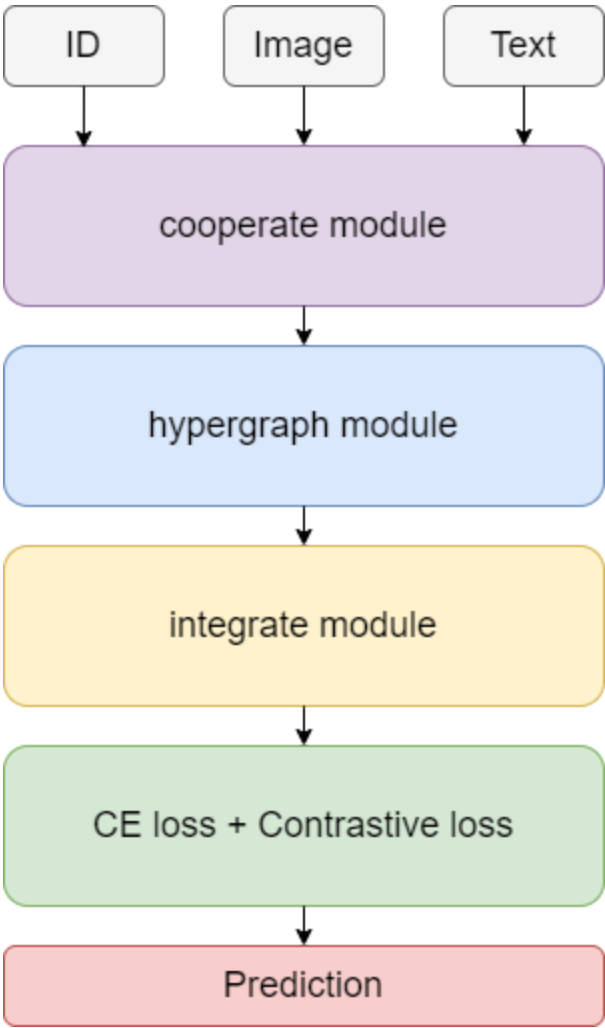 ID
Image
Text
cooperate module
hypergraph module
integrate module
CE loss + Contrastive loss
Prediction